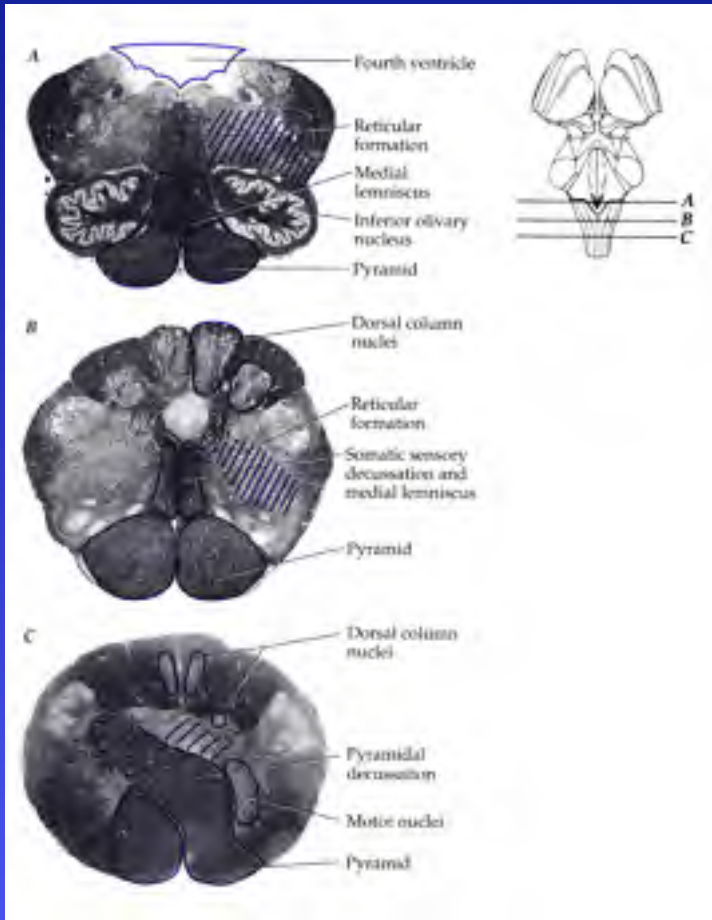 A
Fourth ventricle
Reticular
formation
Medial
lemniscus
Inferior olivary
nucleus
Pyramid
A
B
C
B
Dorsal column
nuclei
Reticular
formation
Somatic sensory
decussation and
medial lemniscus
Pyramid
C
Dorsal column
nuclei
Pyramidal
decussation
Motor nuclei
Pyramid